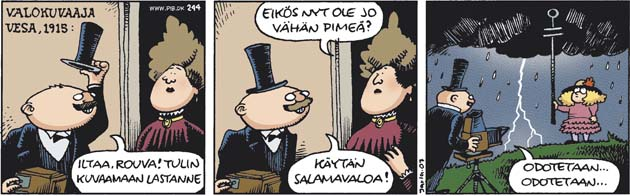 VALOKUVAAJA
VESA, 1915:
WWW.PIB.DK 244
ILTAA, ROUVA! TULIN
KUVAAMAAN LASTANNE
EIKÖS NYT OLE JO
VÄHÄN PIMEÄ?
KÄYTÄN
SALAMAVALOA!
ODOTETAAN...
ODOTETAAN...